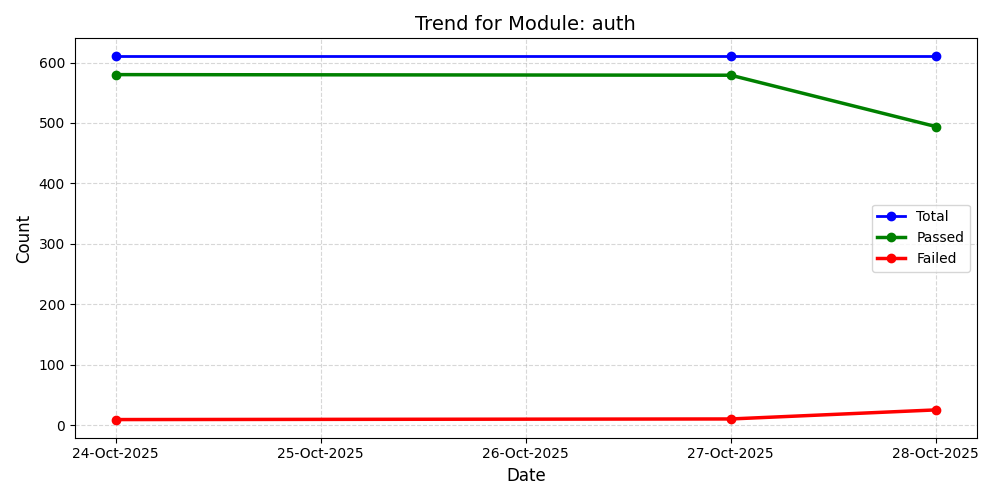 Trend for Module: auth
Count
600
500
400
300
200
100
0
Total
Passed
Failed
24-Oct-2025 25-Oct-2025 26-Oct-2025 27-Oct-2025 28-Oct-2025
Date